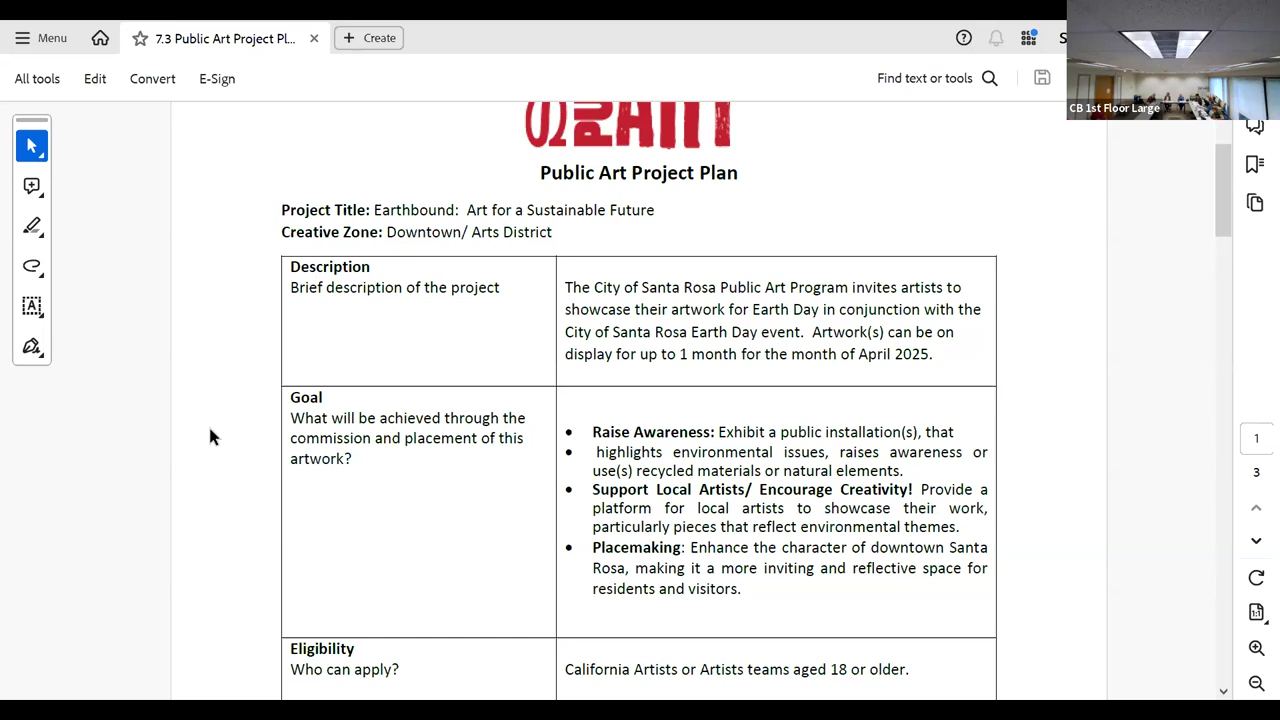 Menu
7.3 Public Art Project Pl...
Create
All tools
Edit
Convert
E-Sign
Find text or tools
CB 1st Floor Large
Public Art Project Plan
Project Title: Earthbound: Art for a Sustainable Future
Creative Zone: Downtown/ Arts District
Description
Brief description of the project
The City of Santa Rosa Public Art Program invites artists to
showcase their artwork for Earth Day in conjunction with the
City of Santa Rosa Earth Day event. Artwork(s) can be on
display for up to 1 month for the month of April 2025.
Goal
What will be achieved through the
commission and placement of this
artwork?
• Raise Awareness: Exhibit a public installation(s), that
• highlights environmental issues, raises awareness or
use(s) recycled materials or natural elements.
• Support Local Artists/ Encourage Creativity! Provide a
platform for local artists to showcase their work,
particularly pieces that reflect environmental themes.
• Placemaking: Enhance the character of downtown Santa
Rosa, making it a more inviting and reflective space for
residents and visitors.
Eligibility
Who can apply?
California Artists or Artists teams aged 18 or older.
1
3
1:1